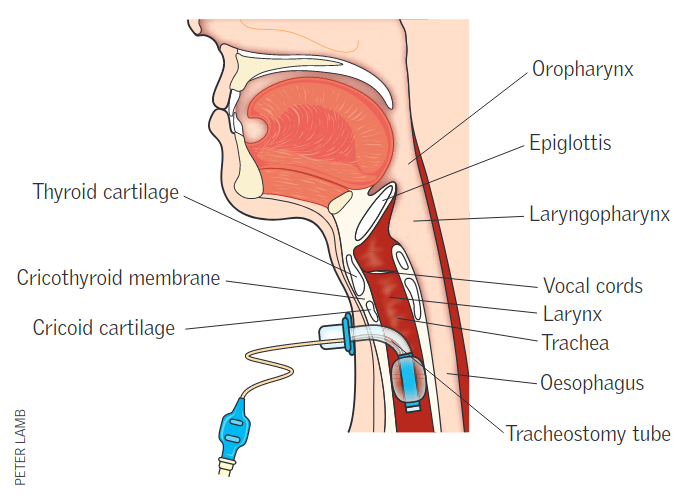 Oropharynx
Epiglottis
Thyroid cartilage
Laryngopharynx
Cricothyroid membrane
Vocal cords
Larynx
Cricoid cartilage
Trachea
Oesophagus
Tracheostomy tube
PETER LAMB